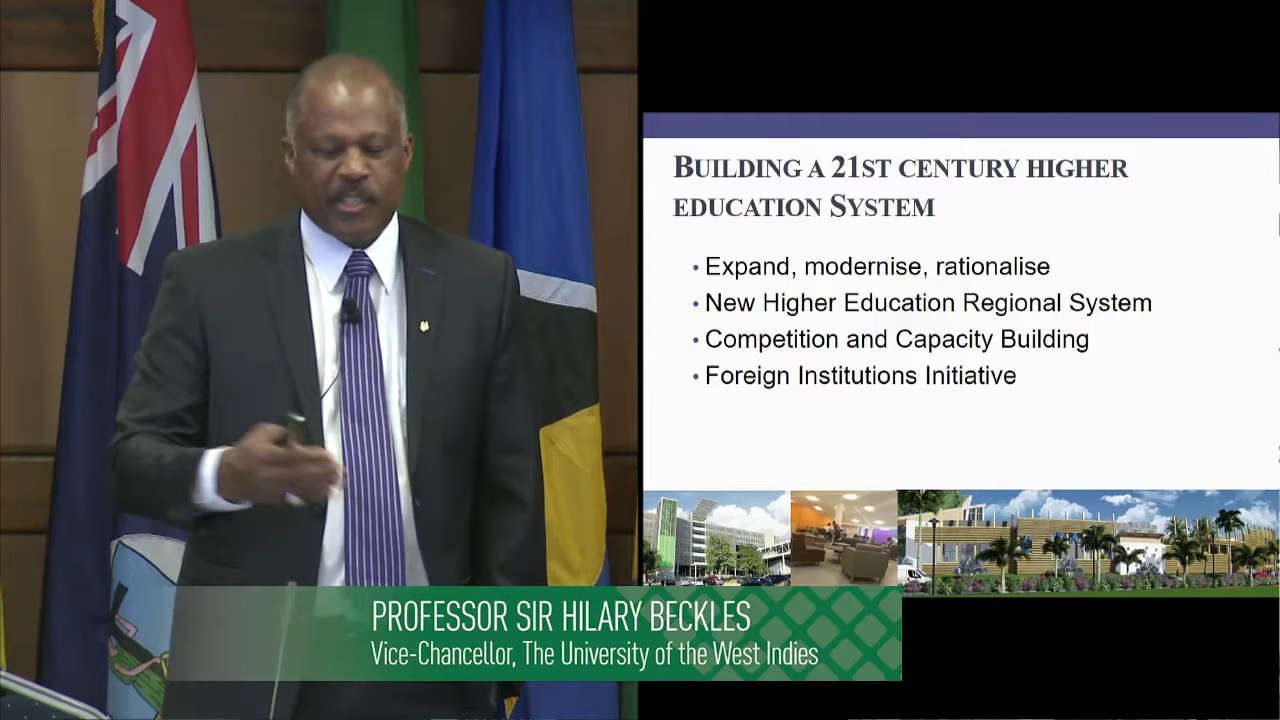 BUILDING A 21ST CENTURY HIGHER
EDUCATION SYSTEM
• Expand, modernise, rationalise
• New Higher Education Regional System
• Competition and Capacity Building
• Foreign Institutions Initiative
PROFESSOR SIR HILARY BECKLES
Vice-Chancellor, The University of the West Indies